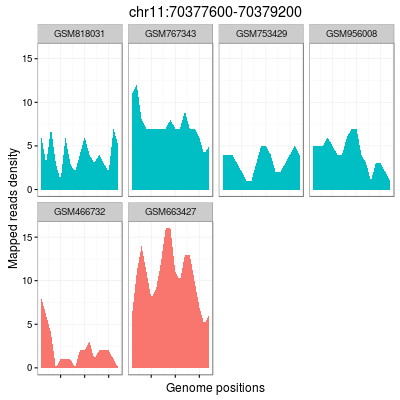 chr11:70377600-70379200
GSM818031 GSM767343 GSM753429 GSM956008
15
10
5
0
Mapped reads density
GSM466732 GSM663427
15
10
5
0
Genome positions